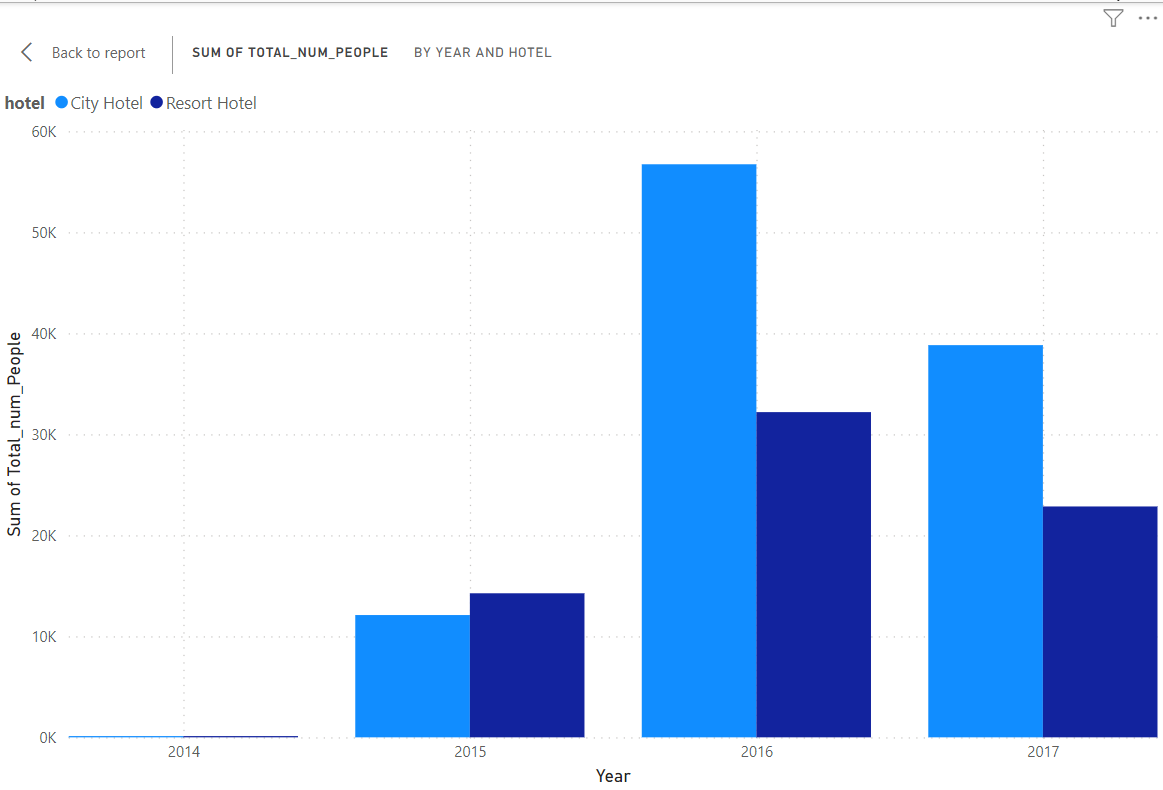 Back to report SUM OF TOTAL_NUM_PEOPLE BY YEAR AND HOTEL
hotel City Hotel Resort Hotel
60K
50K
40K
30K
20K
10K
0K
Sum of Total_num_People
2014 2015 2016 2017
Year